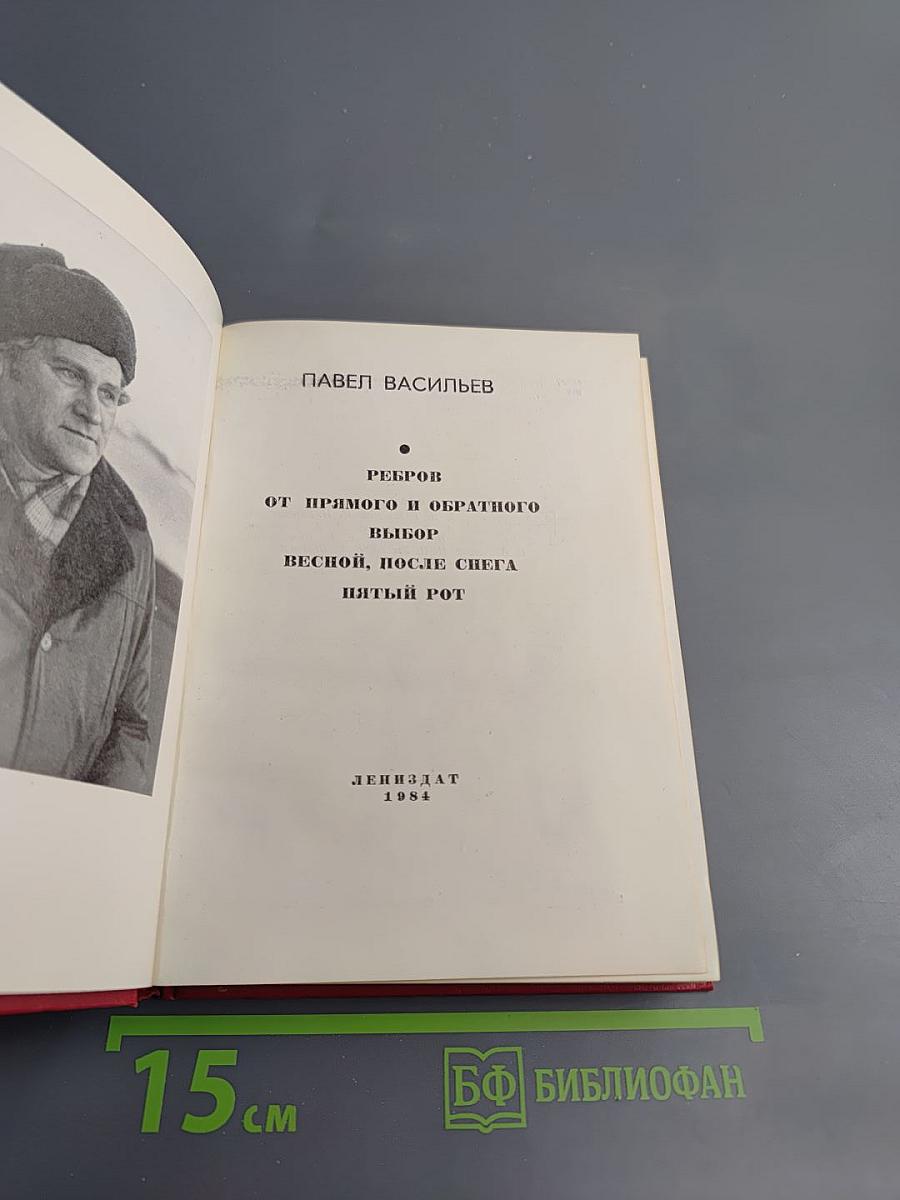 ПАВЕЛ ВАСИЛЬЕВ
РЕБРОВ
ОТ ПРЯМОГО И ОБРАТНОГО
ВЫБОР
ВЕСНОЙ, ПОСЛЕ СНЕГА
ПЯТЫЙ РОТ
ЛЕНИЗДАТ
1984
15 см
БФ БИБЛИОФАН